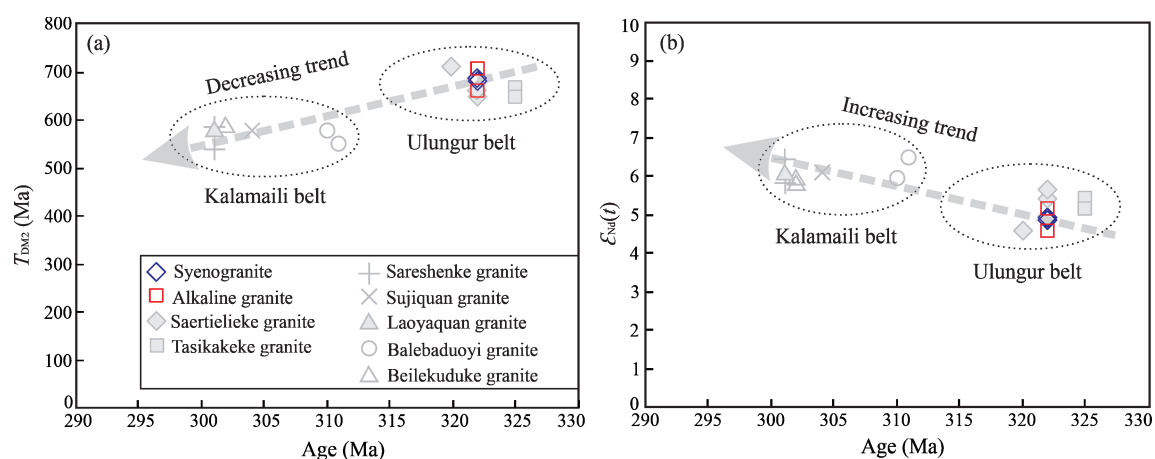 (a)
800
700
600
500
400
300
200
100
0
T_DM2 (Ma)
Decreasing trend
Ulungur belt
Kalamaili belt
Syenogranite
Alkaline granite
Saertielieke granite
Tasikakeke granite
Sareshenke granite
Sujiquan granite
Laoyaquan granite
Balebaduoyi granite
Beilekuduke granite
290 295 300 305 310 315 320 325 330
Age (Ma)
(b)
10
9
8
7
6
5
4
3
2
1
0
ε_Nd(t)
Increasing trend
Kalamaili belt
Ulungur belt
290 295 300 305 310 315 320 325 330
Age (Ma)